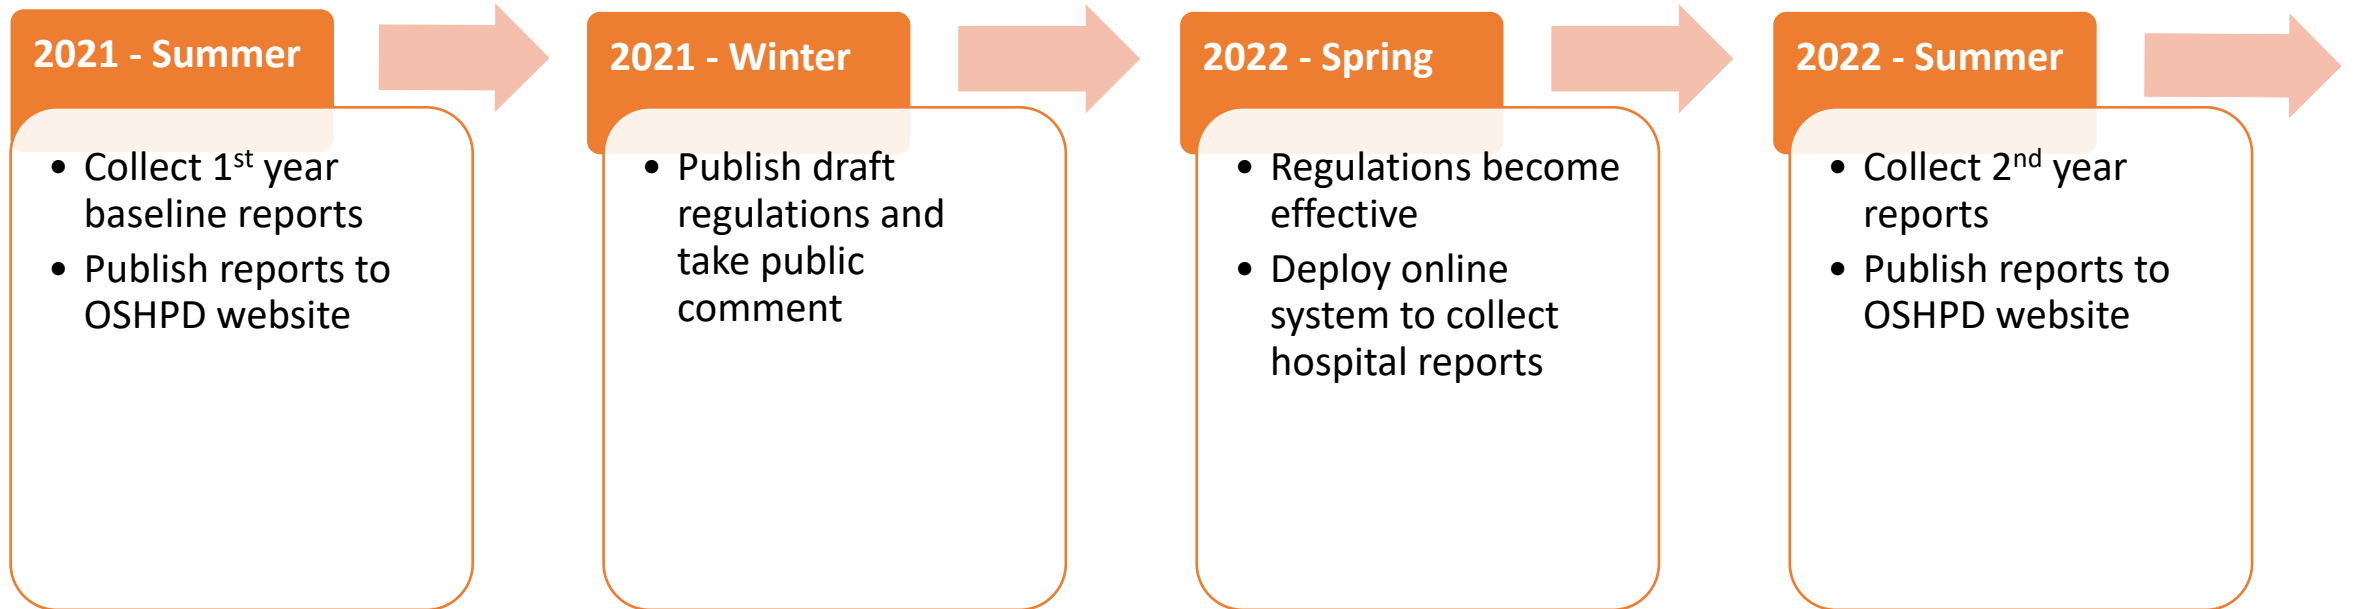 2021 - Summer
• Collect 1st year
baseline reports
• Publish reports to
OSHPD website
2021 - Winter
• Publish draft
regulations and
take public
comment
2022 - Spring
• Regulations become
effective
• Deploy online
system to collect
hospital reports
2022 - Summer
• Collect 2nd year
reports
• Publish reports to
OSHPD website